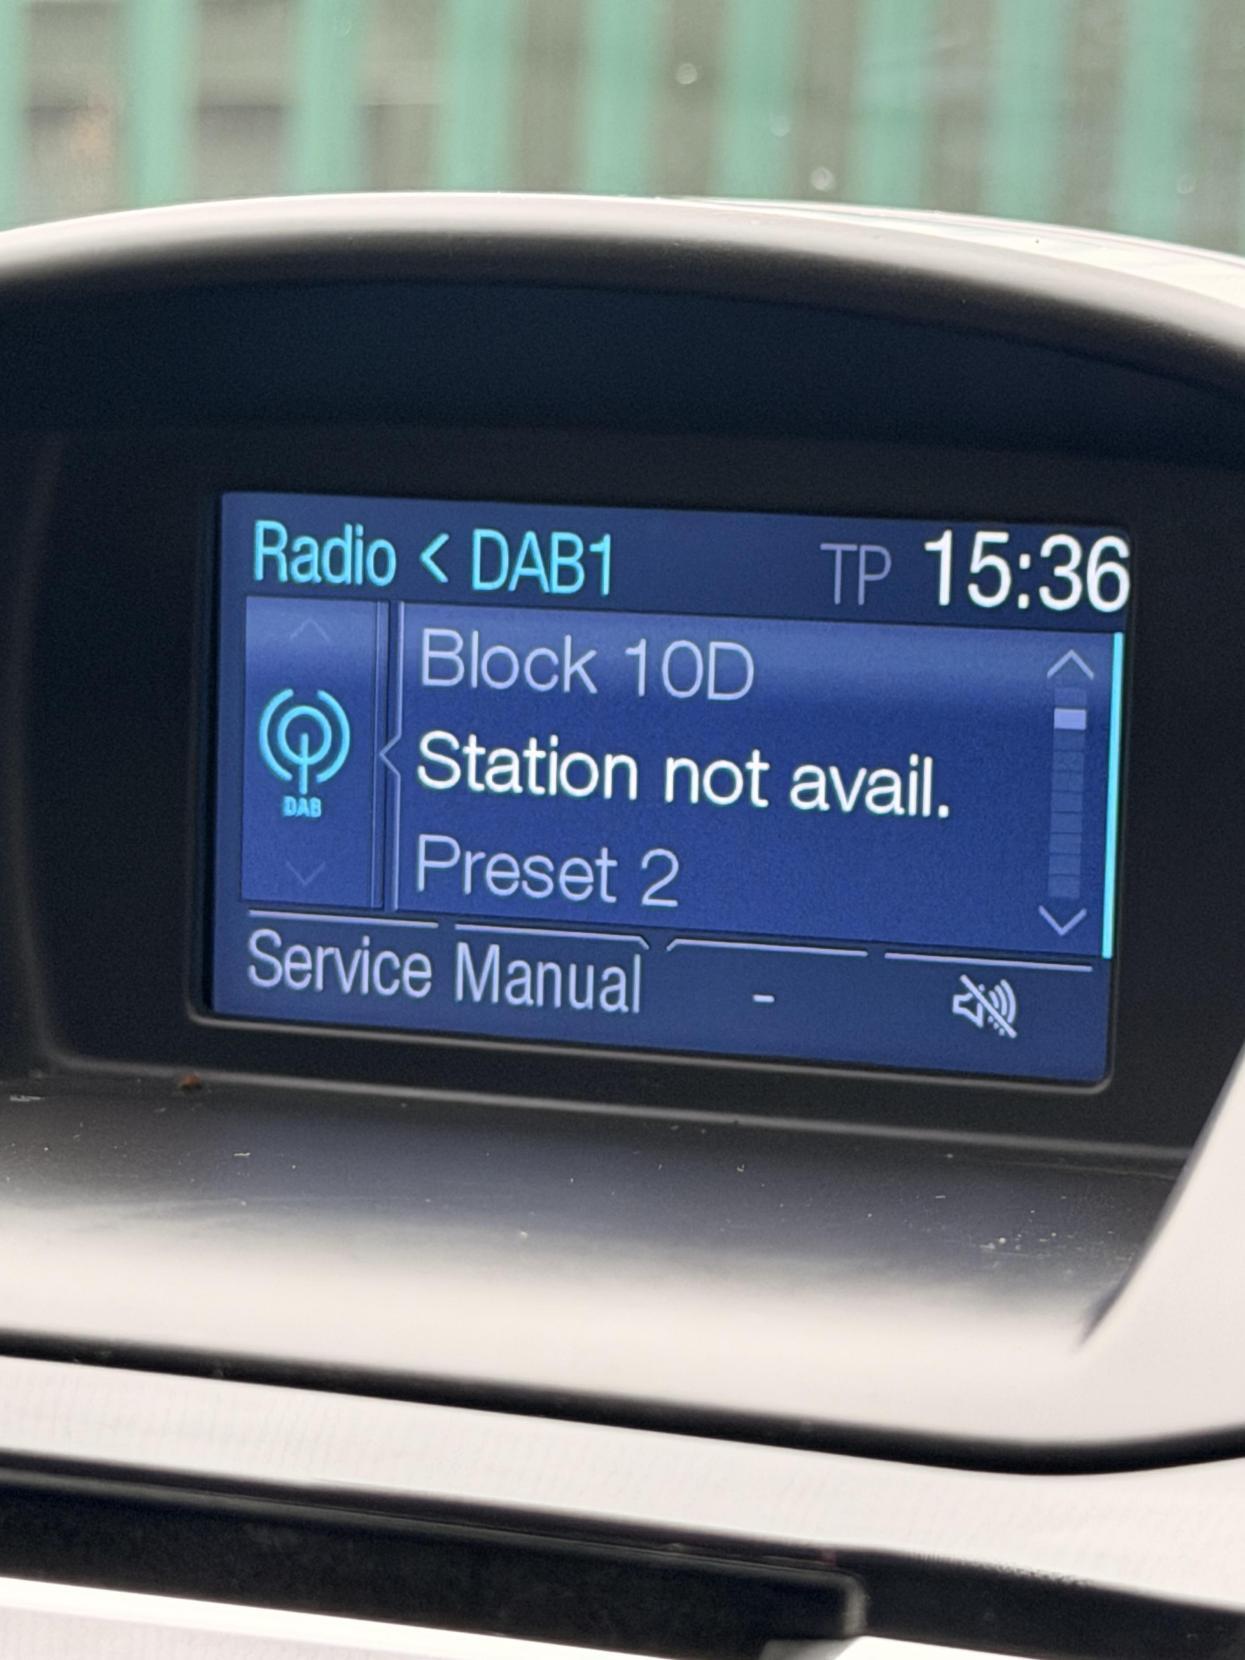 Radio < DAB1 TP 15:36
Block 10D
Station not avail.
DAB
Preset 2
Service Manual -